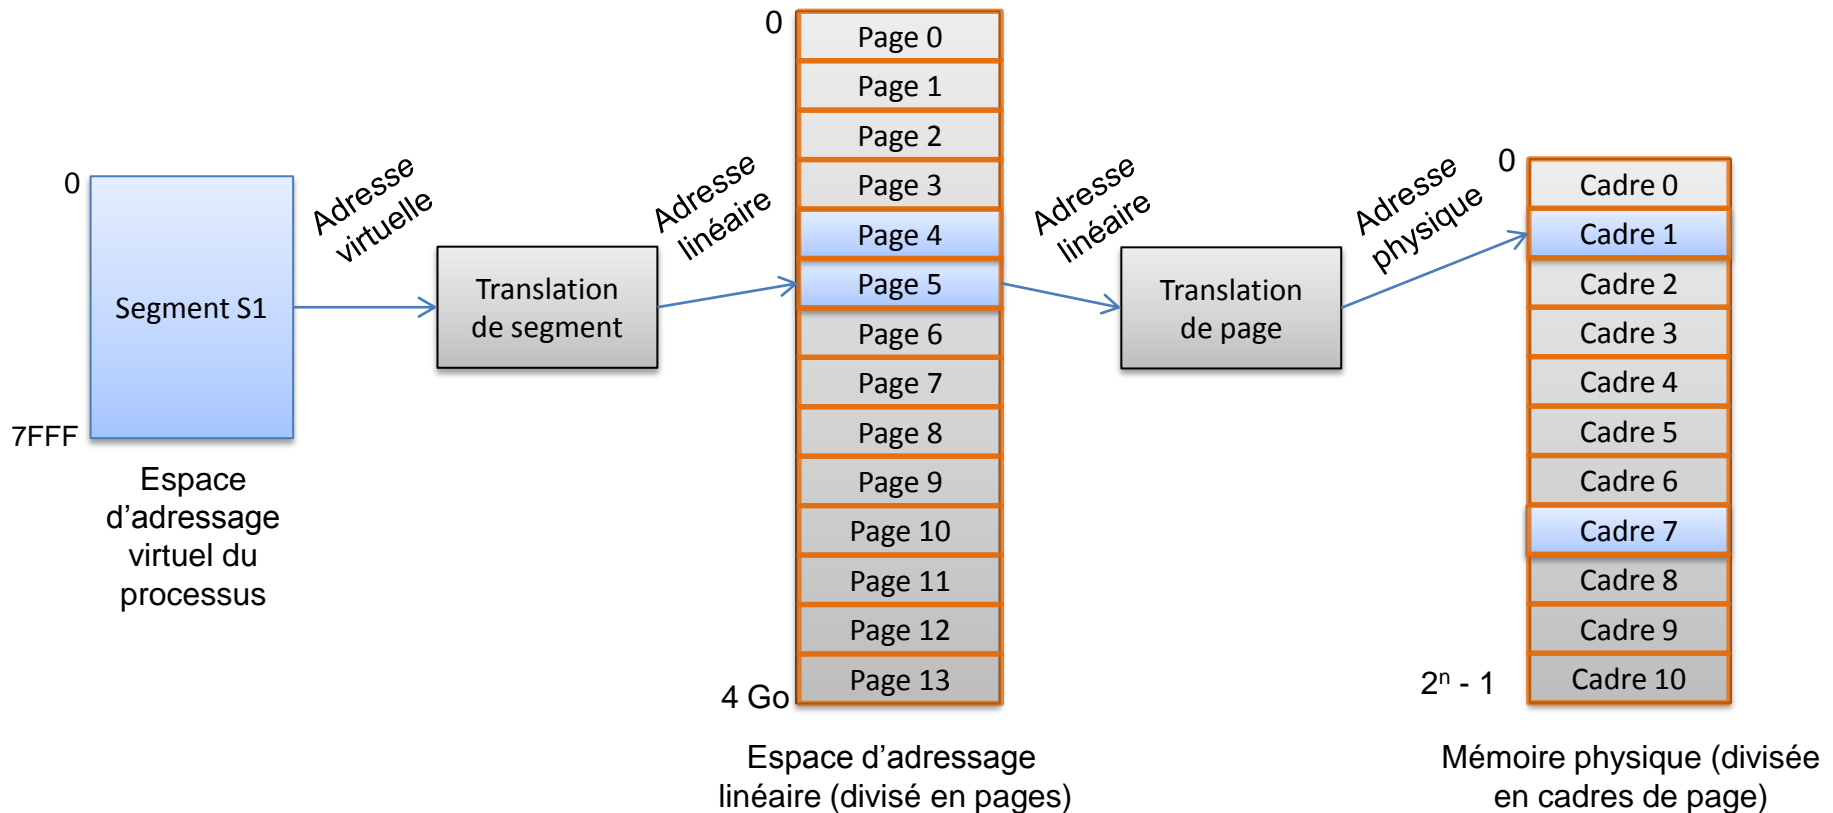 0
Segment S1
7FFF
Espace
d’adressage
virtuel du
processus
Adresse
virtuelle
Translation
de segment
Adresse
linéaire
0
Page 0
Page 1
Page 2
Page 3
Page 4
Page 5
Page 6
Page 7
Page 8
Page 9
Page 10
Page 11
Page 12
Page 13
4 Go
Espace d’adressage
linéaire (divisé en pages)
Adresse
linéaire
Translation
de page
Adresse
physique
0
Cadre 0
Cadre 1
Cadre 2
Cadre 3
Cadre 4
Cadre 5
Cadre 6
Cadre 7
Cadre 8
Cadre 9
Cadre 10
2ⁿ - 1
Mémoire physique (divisée
en cadres de page)